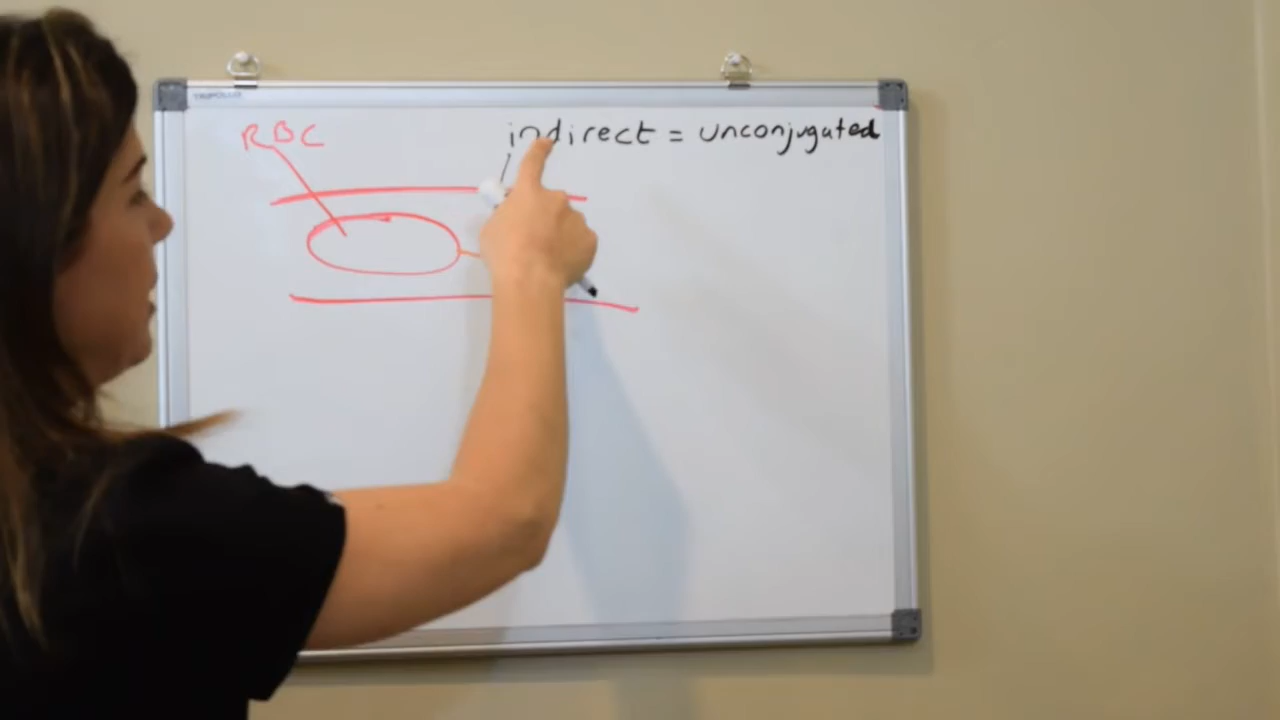 RBC
indirect = unconjugated